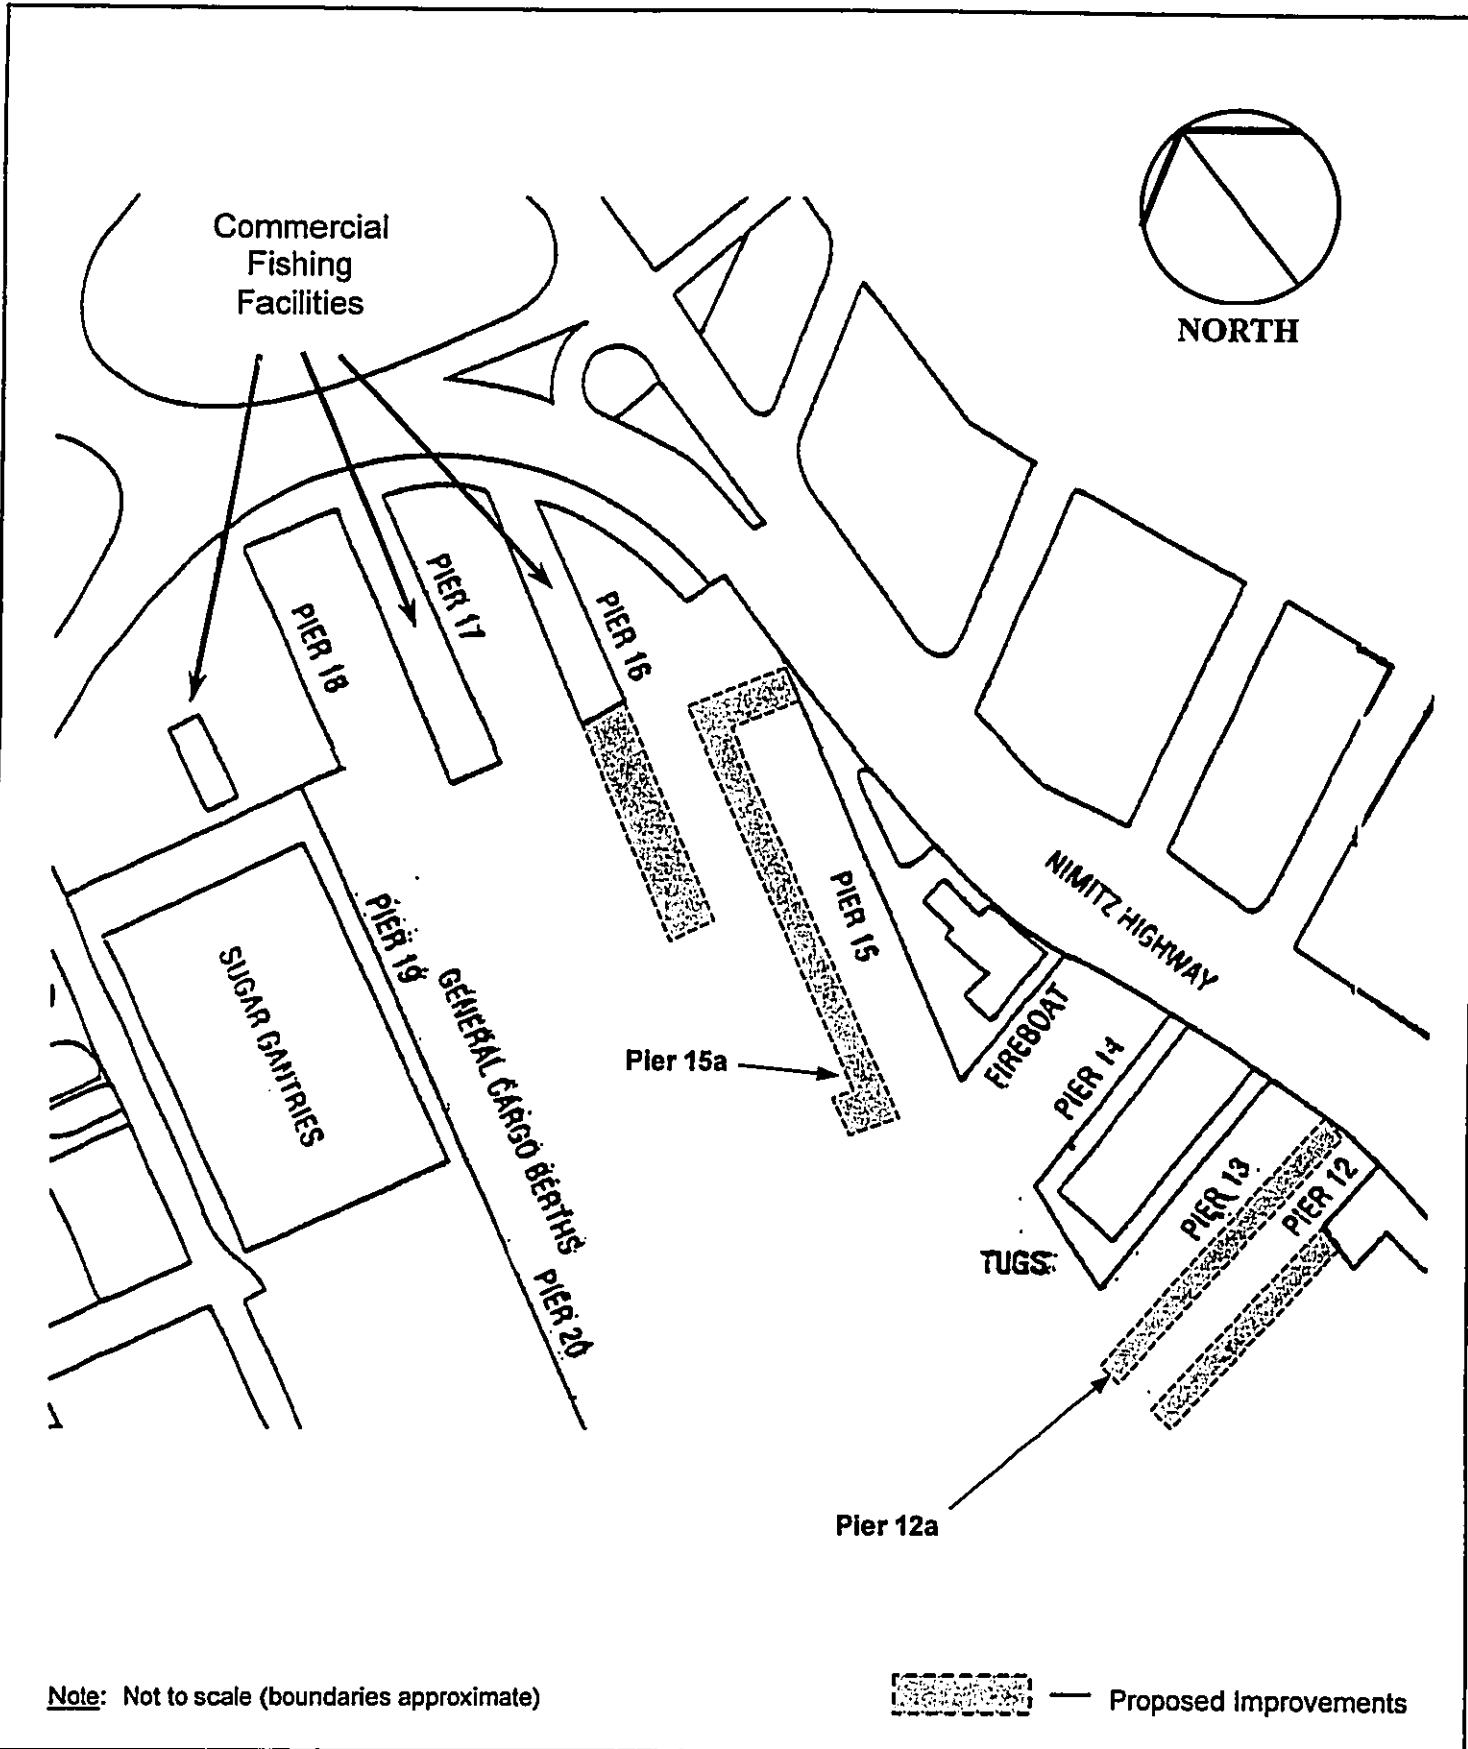 Commercial
Fishing
Facilities
NORTH
PIER 18
PIER 17
PIER 16
PIER 15
PIER 19
SUGAR GANTRIES
GENERAL CARGO BERTHS
PIER 20
NIMITZ HIGHWAY
FIREBOAT
PIER 14
Pier 15a
PIER 13
PIER 12
TUGS
Pier 12a
Note: Not to scale (boundaries approximate)
— Proposed Improvements